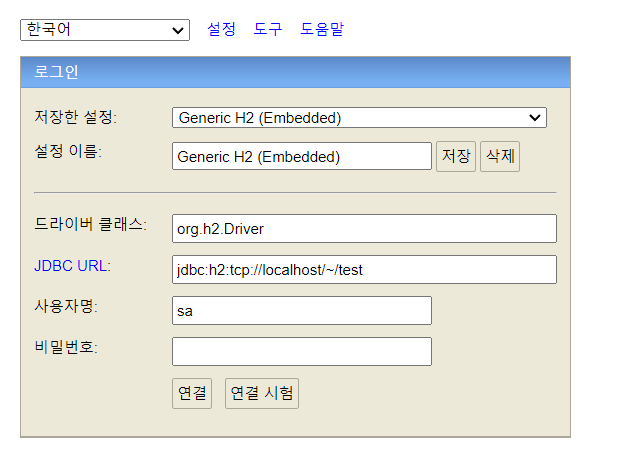 한국어 설정 도구 도움말
로그인
저장한 설정: Generic H2 (Embedded)
설정 이름: Generic H2 (Embedded) 저장 삭제
드라이버 클래스: org.h2.Driver
JDBC URL: jdbc:h2:tcp://localhost/~/test
사용자명: sa
비밀번호:
연결 연결 시험